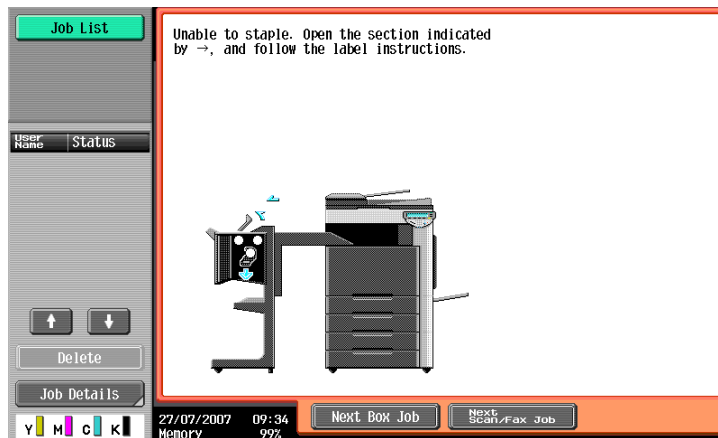 Job List
Unable to staple. Open the section indicated
by →, and follow the label instructions.
User
Name
Status
Delete
Job Details
Y M C K
27/07/2007 09:34
Memory 99%
Next Box Job
Next
Scan/Fax Job